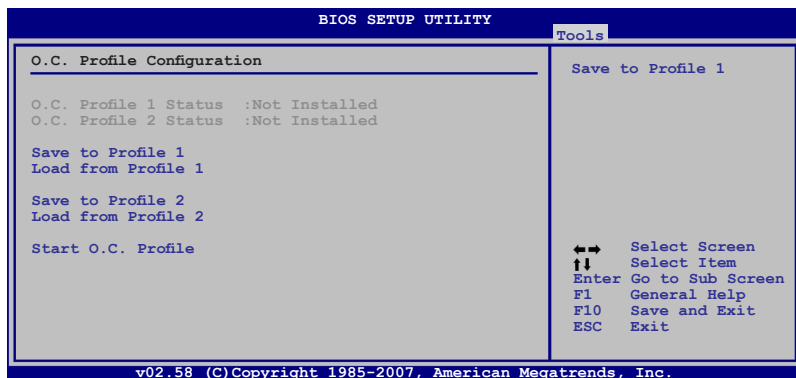 BIOS SETUP UTILITY
Tools
O.C. Profile Configuration
O.C. Profile 1 Status :Not Installed
O.C. Profile 2 Status :Not Installed
Save to Profile 1
Load from Profile 1
Save to Profile 2
Load from Profile 2
Start O.C. Profile
Save to Profile 1
←→ Select Screen
↑↓ Select Item
Enter Go to Sub Screen
F1 General Help
F10 Save and Exit
ESC Exit
v02.58 (C)Copyright 1985-2007, American Megatrends, Inc.